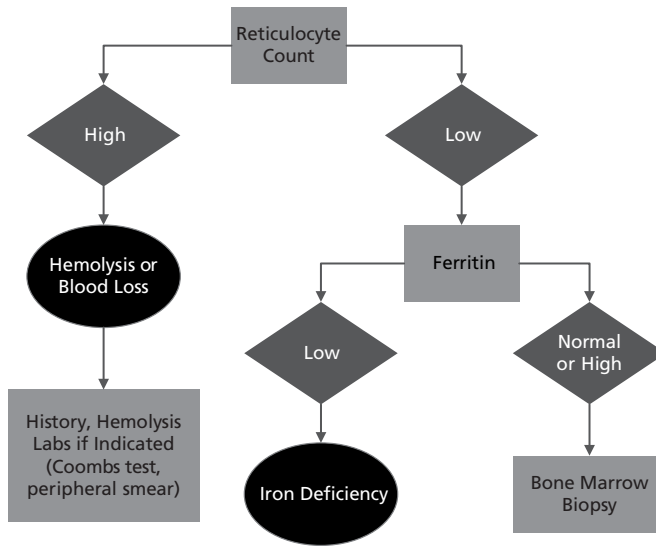 Reticulocyte
Count
High
Low
Hemolysis or
Blood Loss
Ferritin
Low
Normal
or High
History, Hemolysis
Labs if Indicated
(Coombs test,
peripheral smear)
Iron Deficiency
Bone Marrow
Biopsy